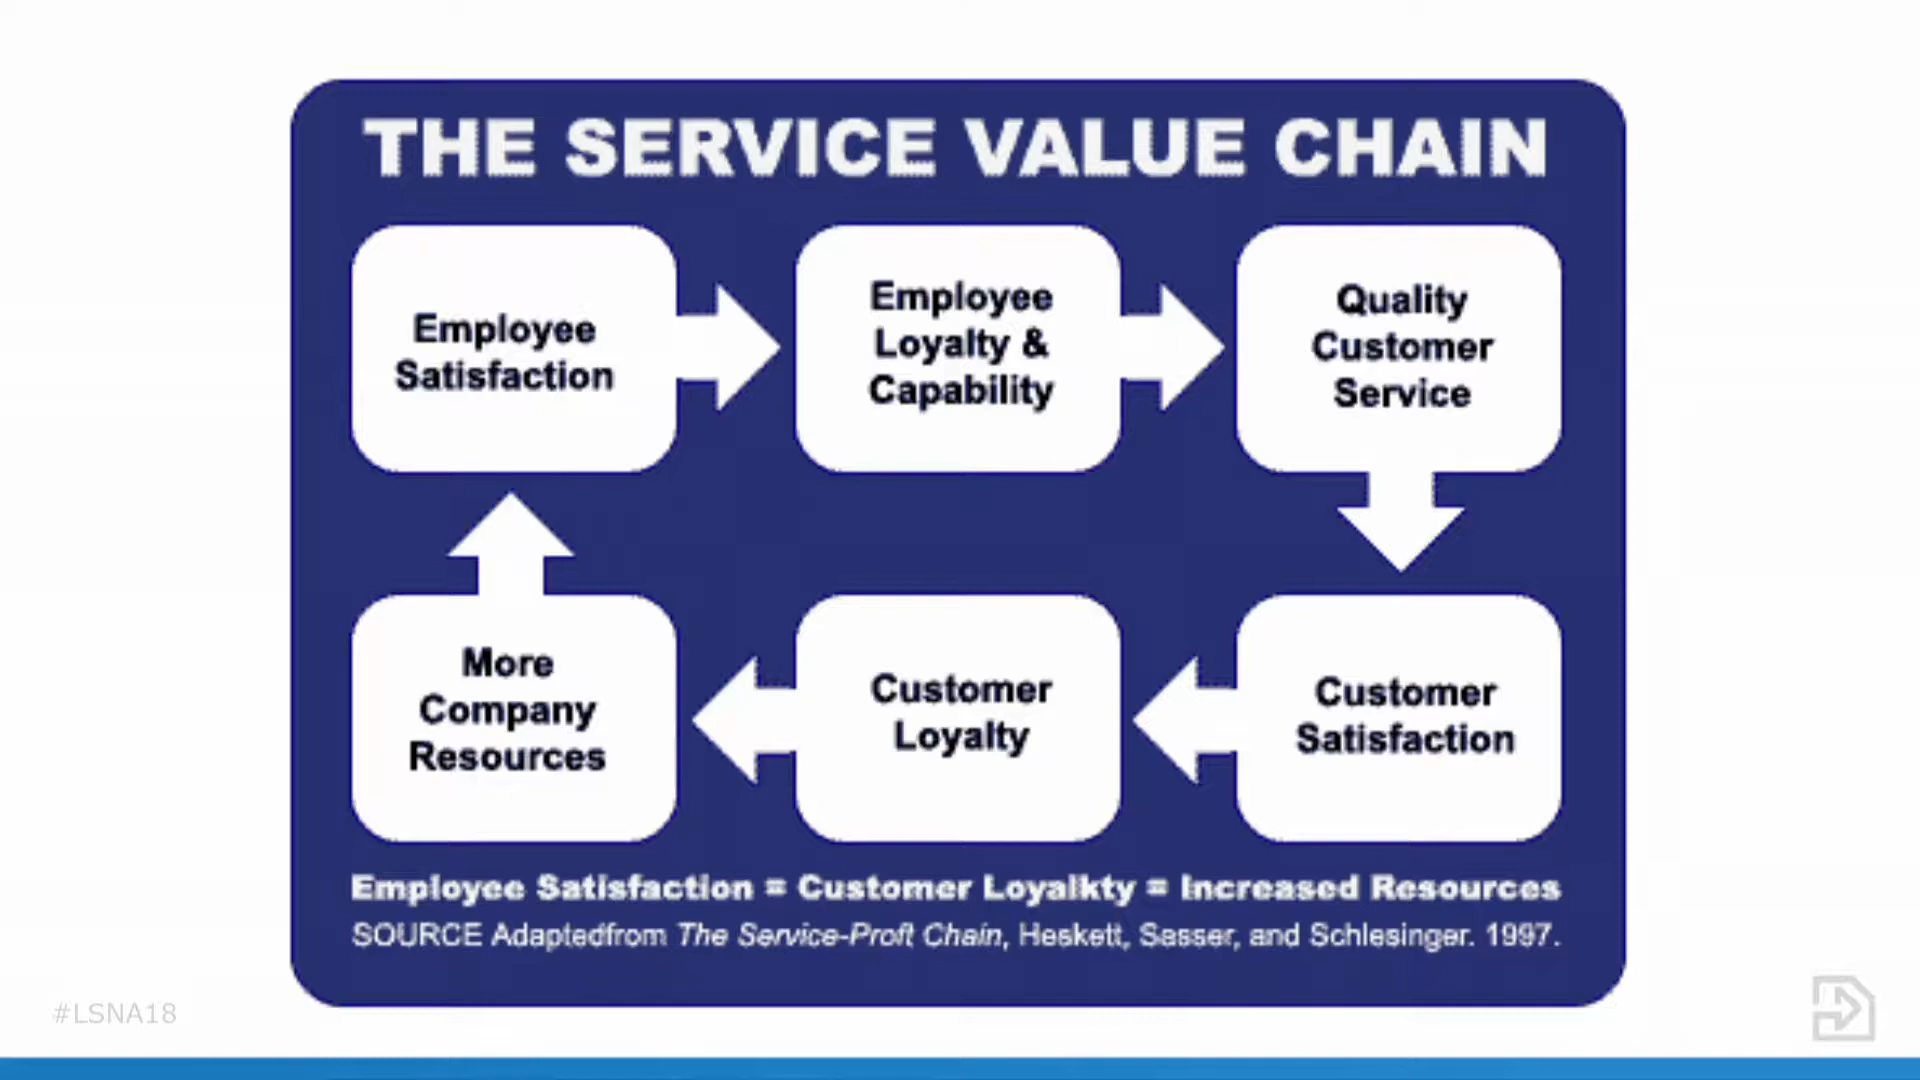 THE SERVICE VALUE CHAIN
Employee
Satisfaction
Employee
Loyalty &
Capability
Quality
Customer
Service
More
Company
Resources
Customer
Loyalty
Customer
Satisfaction
Employee Satisfaction = Customer Loyalkty = Increased Resources
SOURCE Adaptedfrom The Service-Proft Chain, Heskett, Sasser, and Schlesinger. 1997.
#LSNA18